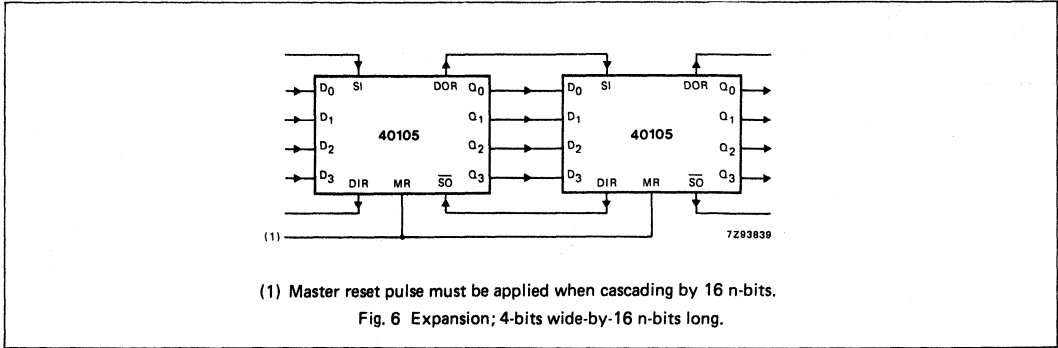 SI DOR SI DOR
D0 Q0 D0 Q0
D1 Q1 D1 Q1
40105 40105
D2 Q2 D2 Q2
D3 Q3 D3 Q3
DIR MR S̅O̅ DIR MR S̅O̅
(1) 7Z93839
(1) Master reset pulse must be applied when cascading by 16 n-bits.
Fig. 6 Expansion; 4-bits wide-by-16 n-bits long.